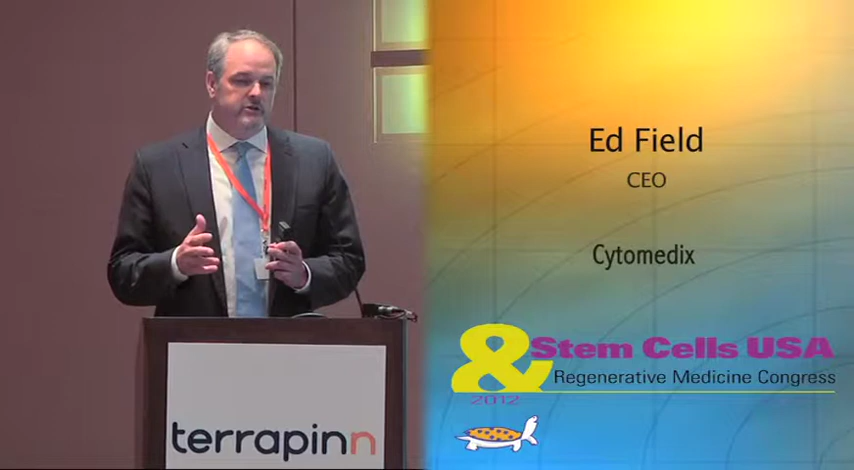 Ed Field
CEO
Cytomedix
& Stem Cells USA
Regenerative Medicine Congress
2012
terrapinn